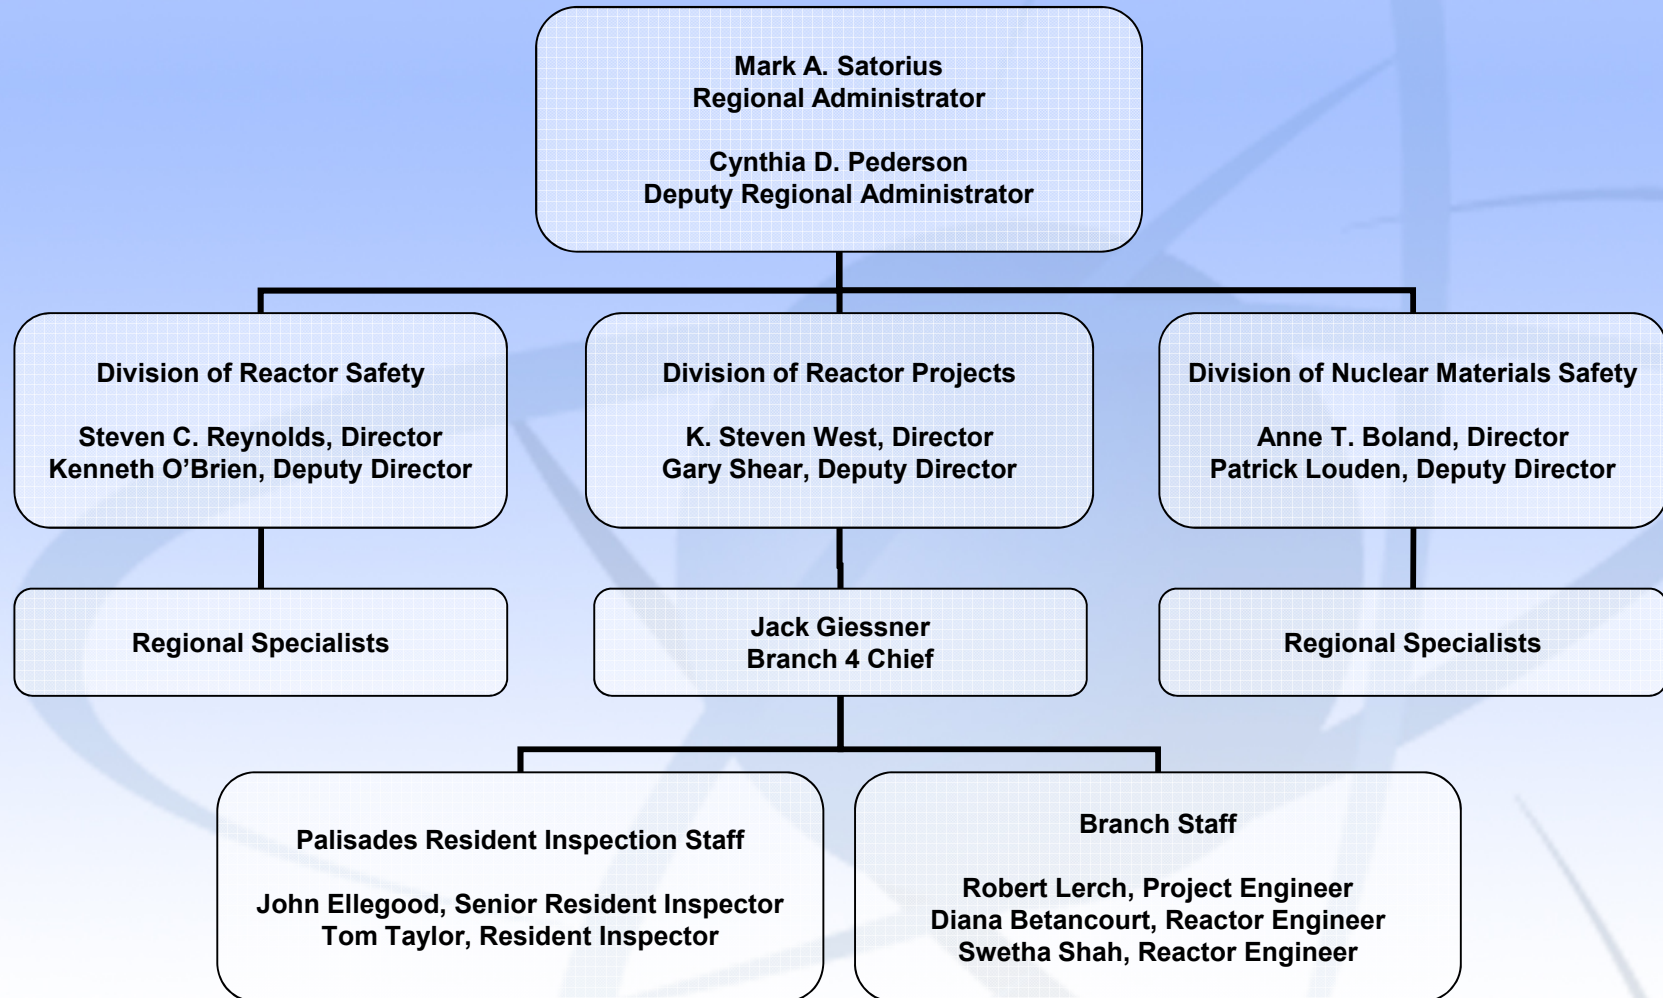 Mark A. Satorius
Regional Administrator
Cynthia D. Pederson
Deputy Regional Administrator
Division of Reactor Safety
Steven C. Reynolds, Director
Kenneth O’Brien, Deputy Director
Division of Reactor Projects
K. Steven West, Director
Gary Shear, Deputy Director
Division of Nuclear Materials Safety
Anne T. Boland, Director
Patrick Louden, Deputy Director
Regional Specialists
Jack Giessner
Branch 4 Chief
Regional Specialists
Palisades Resident Inspection Staff
John Ellegood, Senior Resident Inspector
Tom Taylor, Resident Inspector
Branch Staff
Robert Lerch, Project Engineer
Diana Betancourt, Reactor Engineer
Swetha Shah, Reactor Engineer